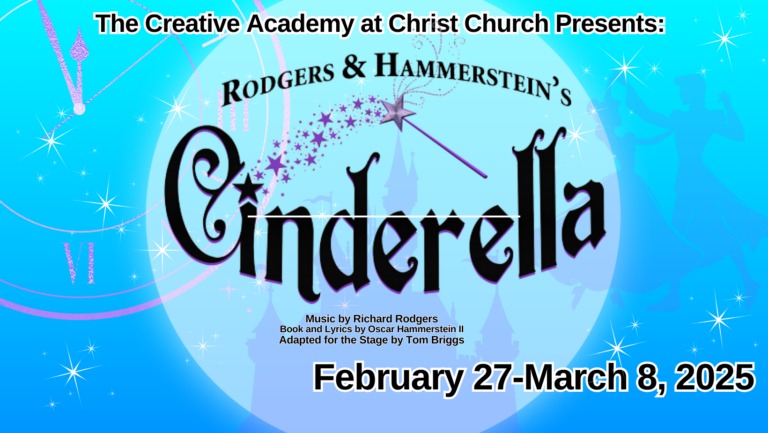 The Creative Academy at Christ Church Presents:
Rodgers & Hammerstein's
Cinderella
VI
Music by Richard Rodgers
Book and Lyrics by Oscar Hammerstein II
Adapted for the Stage by Tom Briggs
February 27-March 8, 2025